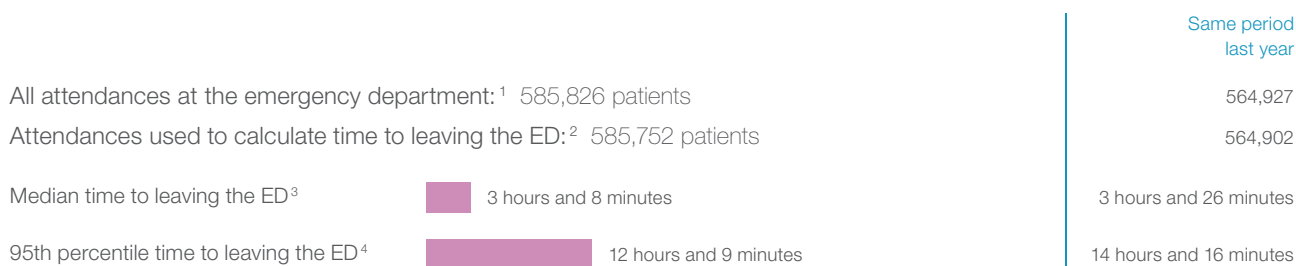 Same period
last year
All attendances at the emergency department: 1 585,826 patients 564,927
Attendances used to calculate time to leaving the ED: 2 585,752 patients 564,902
Median time to leaving the ED 3 3 hours and 8 minutes 3 hours and 26 minutes
95th percentile time to leaving the ED 4 12 hours and 9 minutes 14 hours and 16 minutes